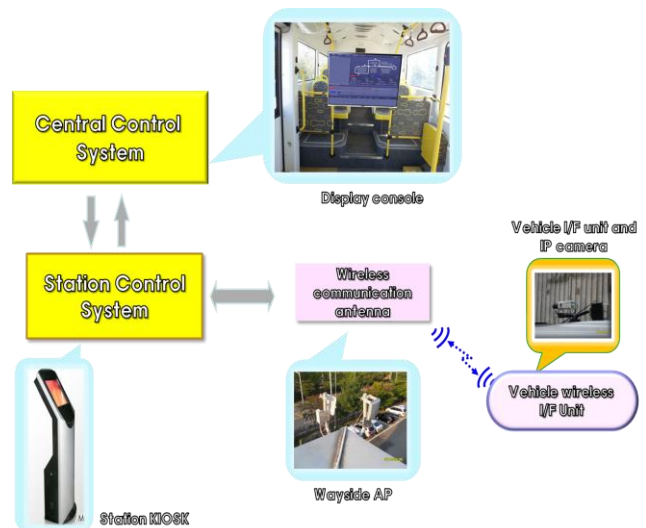 Central Control
System
Display console
Vehicle I/F unit and
IP camera
Station Control
System
Wireless
communication
antenna
Vehicle wireless
I/F Unit
Wayside AP
M
Station KIOSK